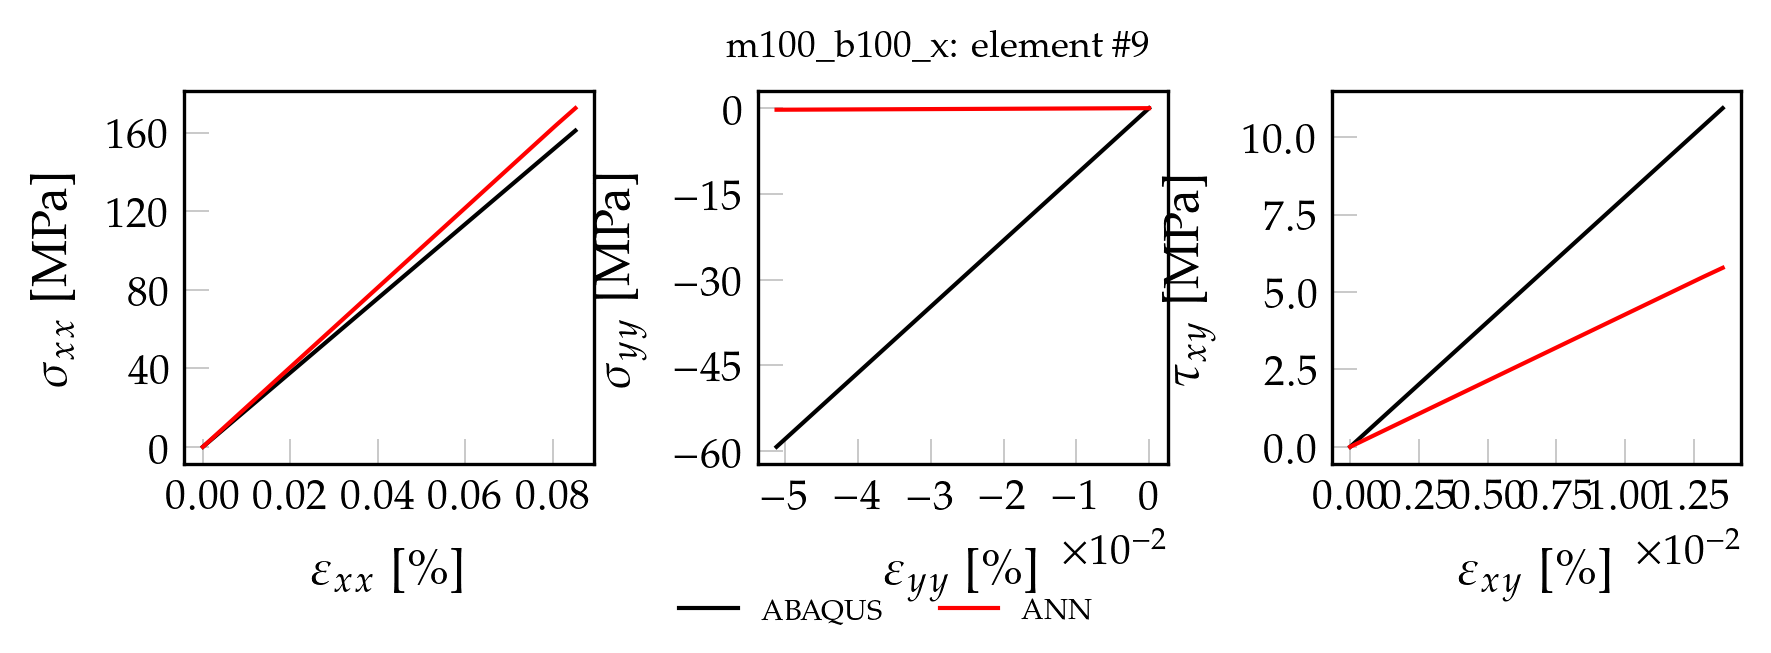 m100_b100_x: element #9
σxx [MPa]
160
120
80
40
0
0.00 0.02 0.04 0.06 0.08
εxx [%]
σyy [MPa]
0
−15
−30
−45
−60
−5 −4 −3 −2 −1 0
×10−2
εyy [%]
τxy [MPa]
10.0
7.5
5.0
2.5
0.0
0.00 0.25 0.50 0.75 1.00 1.25
×10−2
εxy [%]
ABAQUS ANN